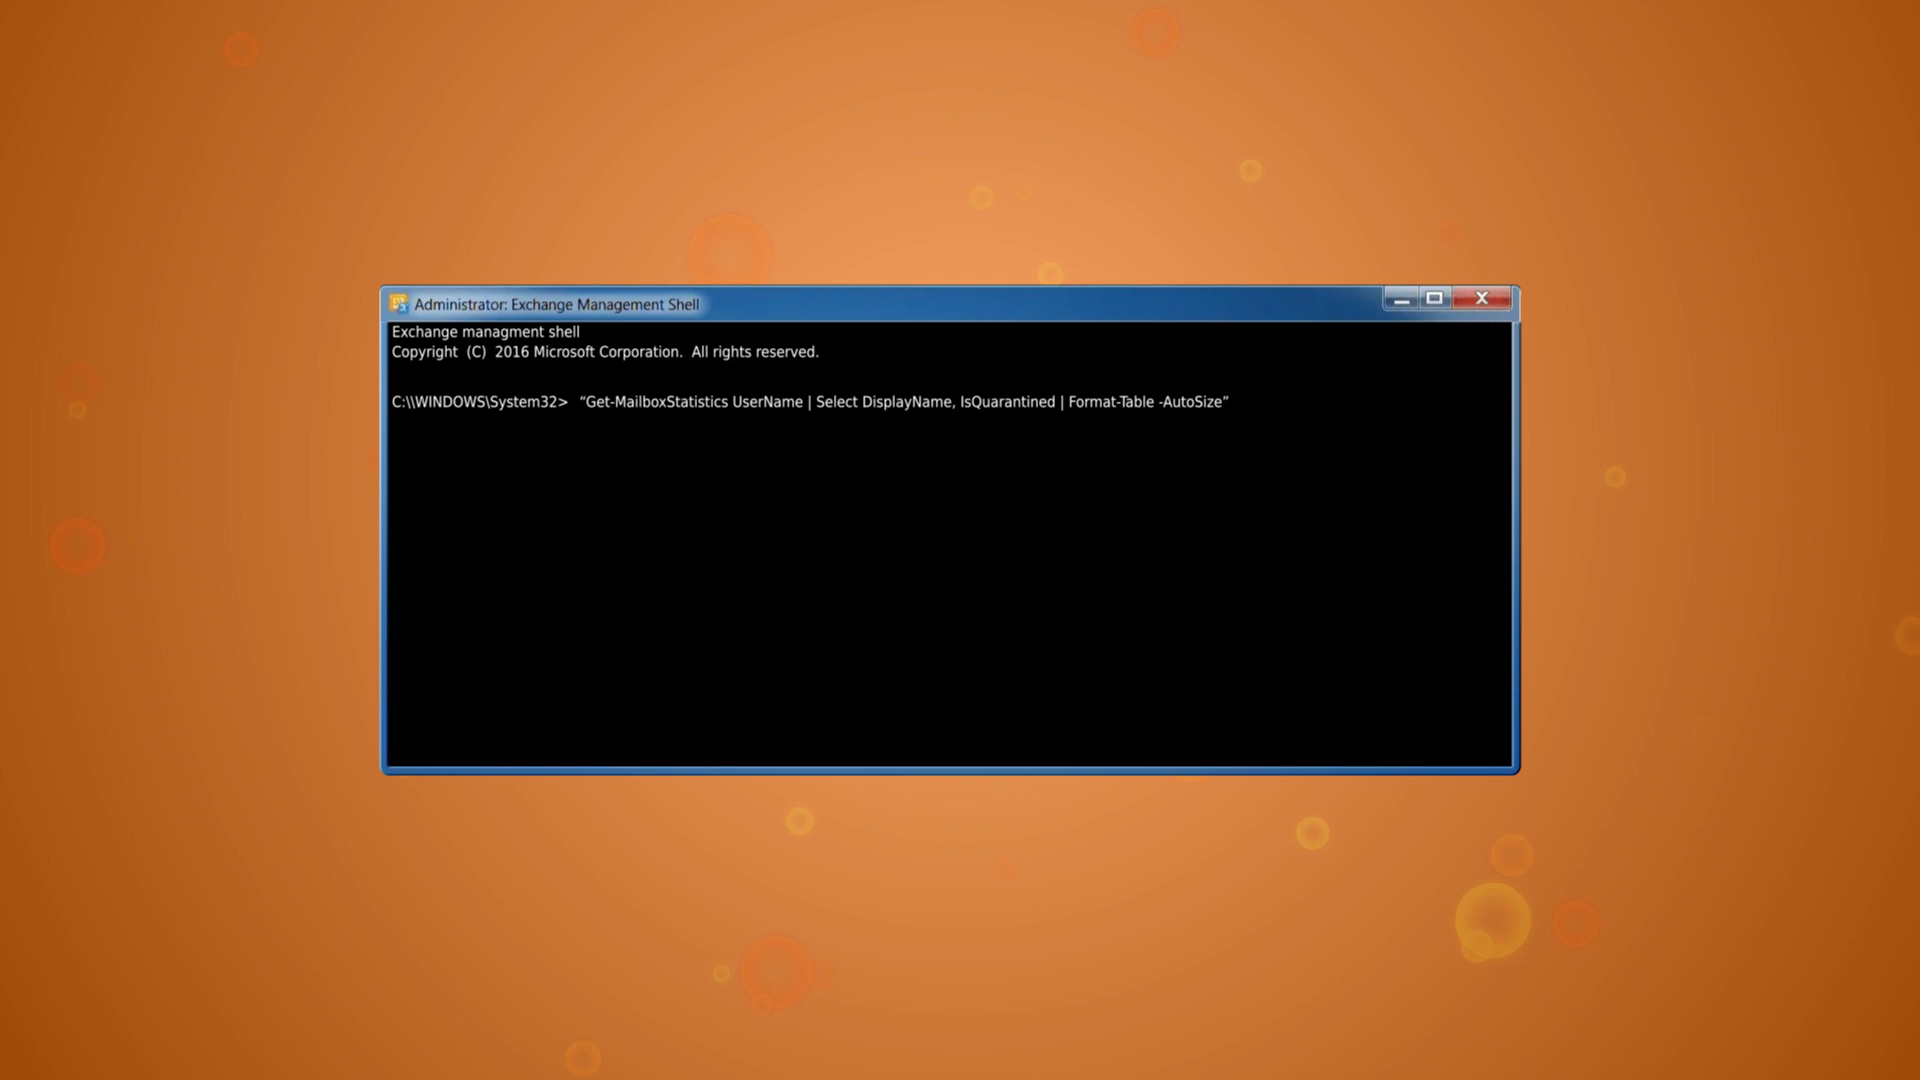 Administrator: Exchange Management Shell
Exchange managment shell
Copyright (C) 2016 Microsoft Corporation. All rights reserved.
C:\\WINDOWS\System32> “Get-MailboxStatistics UserName | Select DisplayName, IsQuarantined | Format-Table -AutoSize”